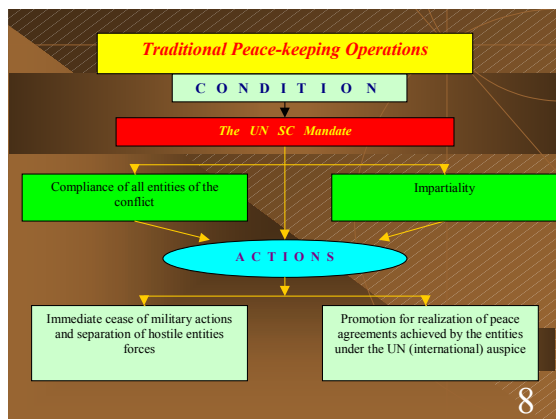 Traditional Peace-keeping Operations
C O N D I T I O N
The UN SC Mandate
Compliance of all entities of the
conflict
Impartiality
A C T I O N S
Immediate cease of military actions
and separation of hostile entities
forces
Promotion for realization of peace
agreements achieved by the entities
under the UN (international) auspice
8